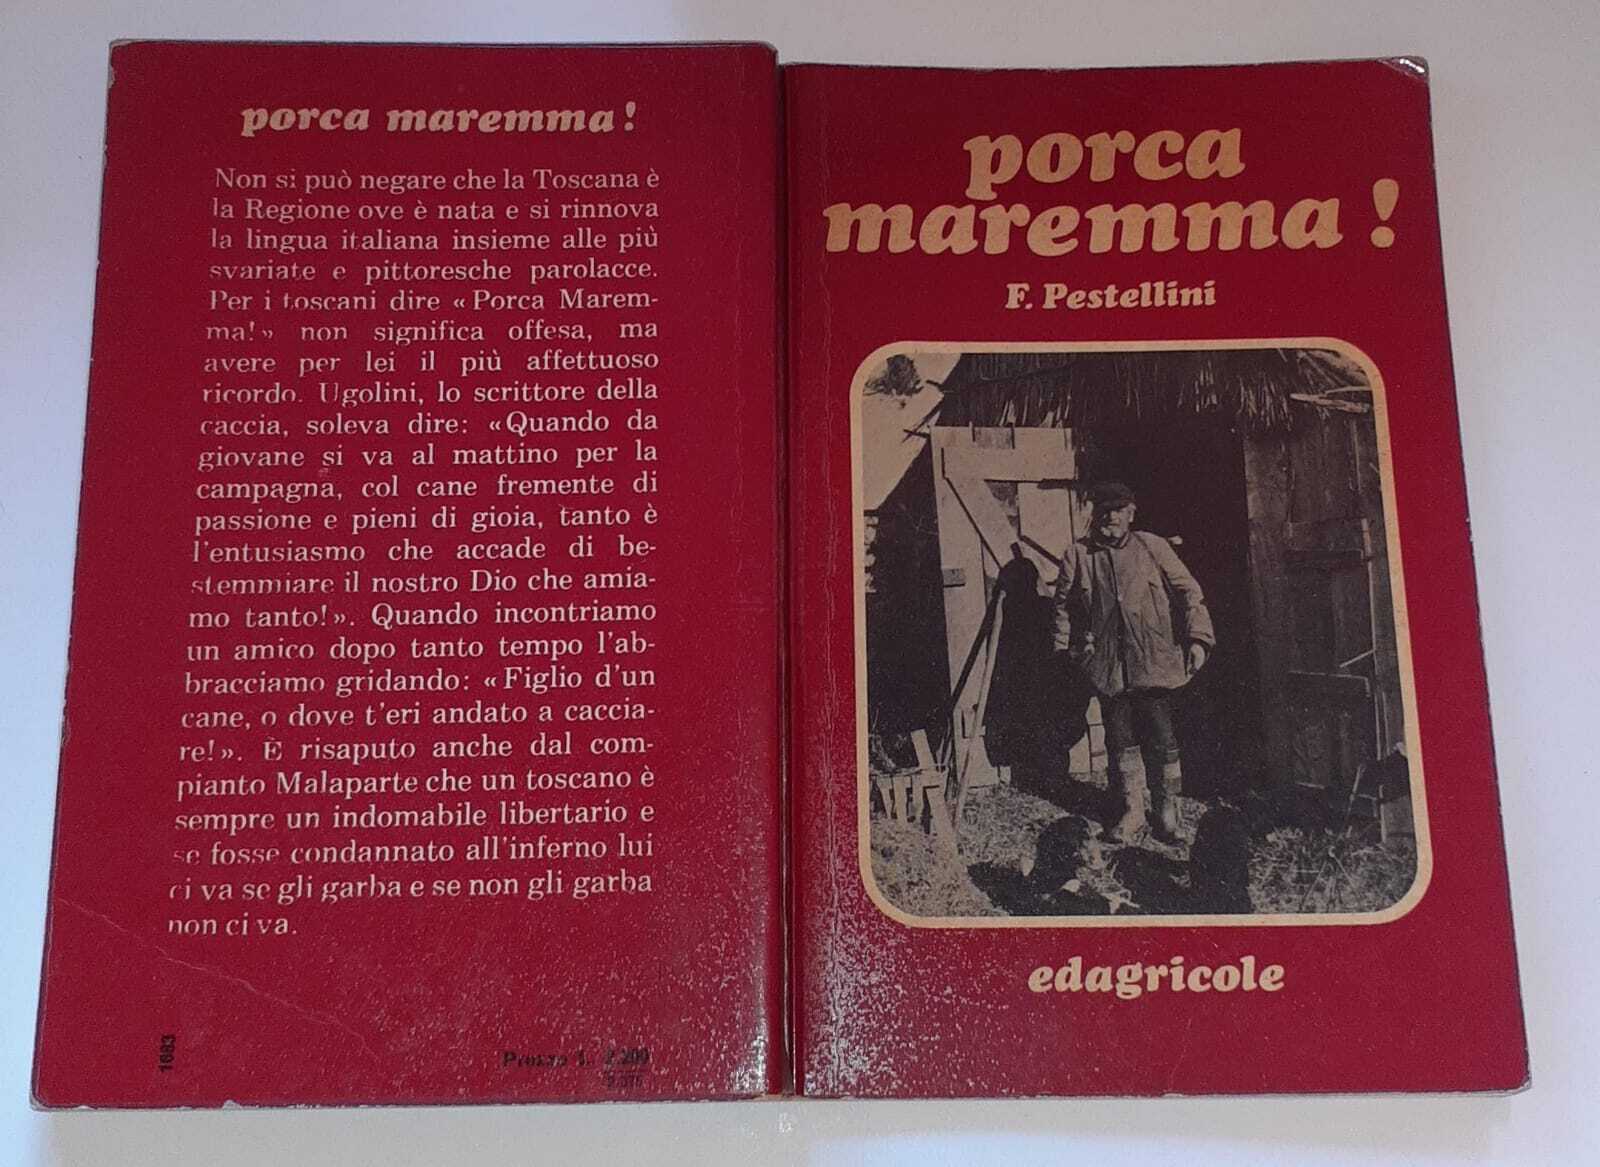 porca maremma!
Non si può negare che la Toscana è
la Regione ove è nata e si rinnova
la lingua italiana insieme alle più
svariate e pittoresche parolacce.
Per i toscani dire «Porca Marem-
ma!» non significa offesa, ma
avere per lei il più affettuoso
ricordo. Ugolini, lo scrittore della
caccia, soleva dire: «Quando da
giovane si va al mattino per la
campagna, col cane fremente di
passione e pieni di gioia, tanto è
l'entusiasmo che accade di be-
stemmiare il nostro Dio che amia-
mo tanto!». Quando incontriamo
un amico dopo tanto tempo l'ab-
bracciamo gridando: «Figlio d'un
cane, o dove t'eri andato a caccia-
re!». È risaputo anche dal com-
pianto Malaparte che un toscano è
sempre un indomabile libertario e
se fosse condannato all'inferno lui
ci va se gli garba e se non gli garba
non ci va.
1683
Prezzo L. 2.200
porca
maremma!
F. Pestellini
edagricole